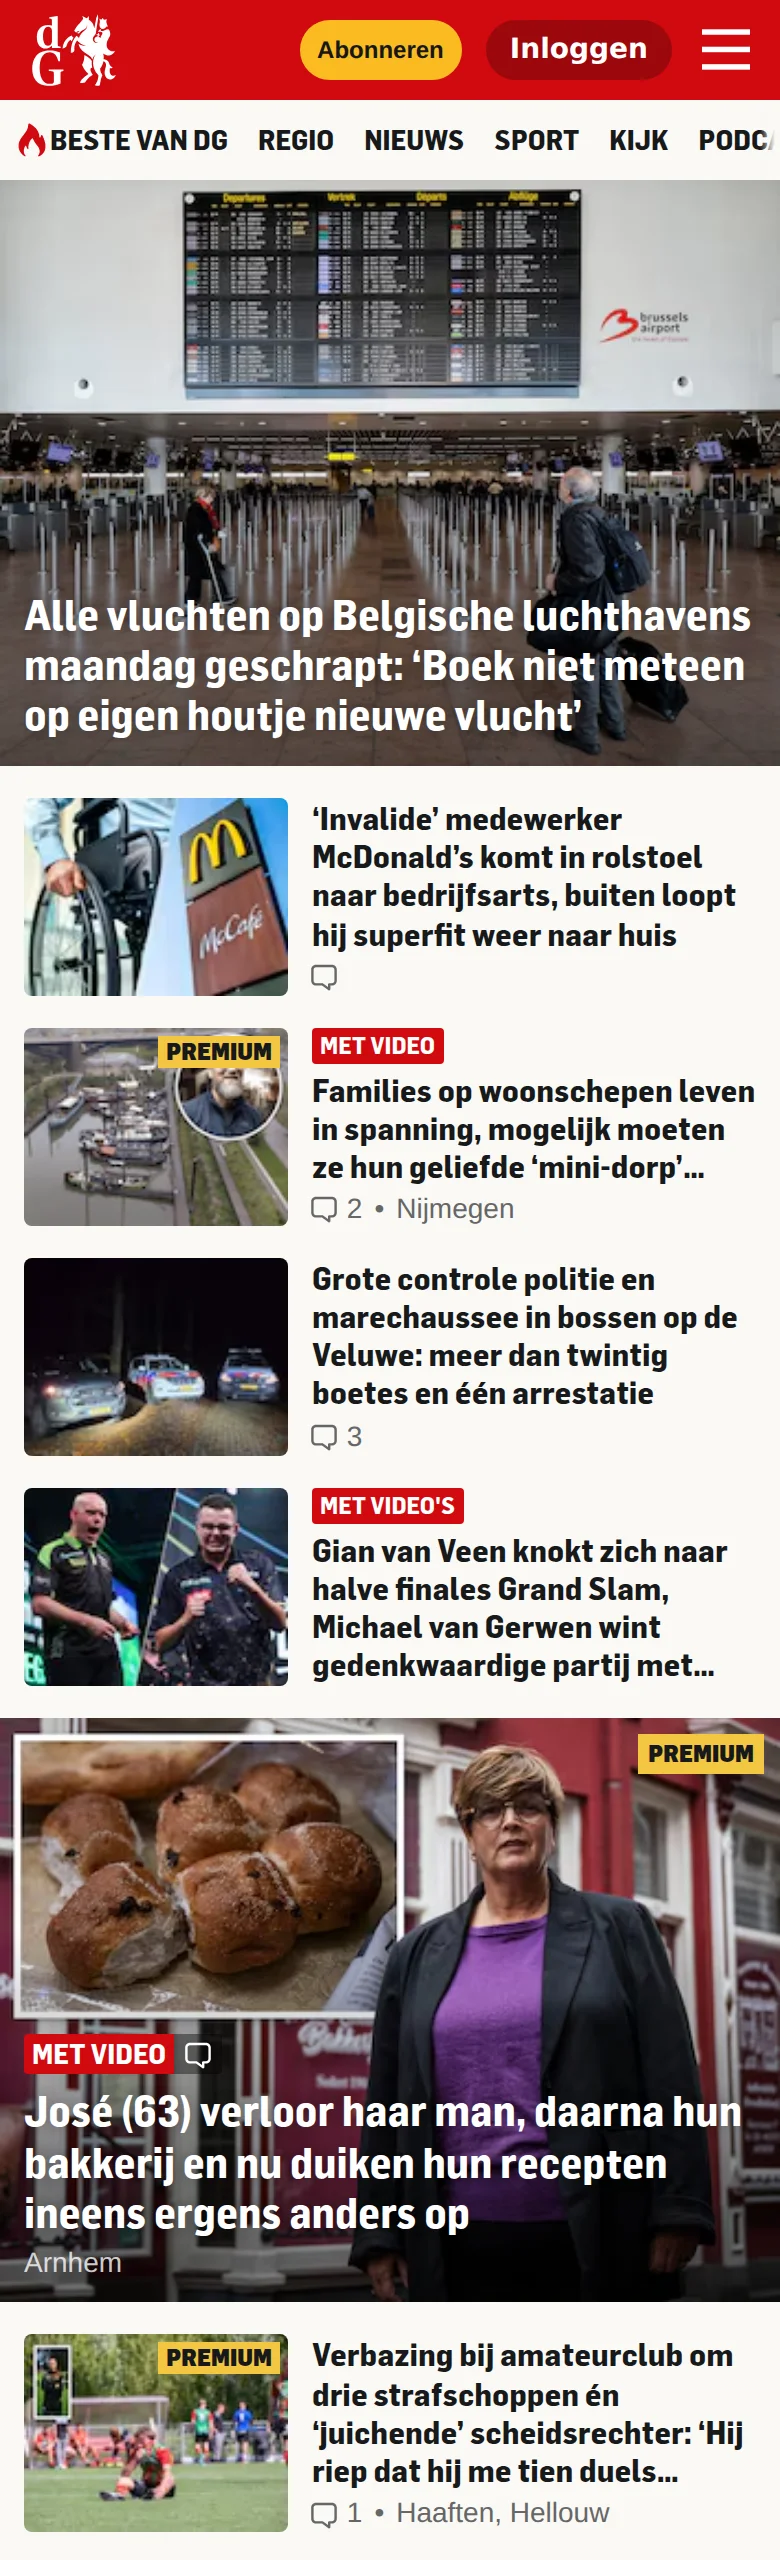 dG
Abonneren
Inloggen
BESTE VAN DG
REGIO
NIEUWS
SPORT
KIJK
Departures
Vertrek
Départs
Abflüge
brussels
airport
Alle vluchten op Belgische luchthavens
maandag geschrapt: ‘Boek niet meteen
op eigen houtje nieuwe vlucht’
McCafé
‘Invalide’ medewerker
McDonald’s komt in rolstoel
naar bedrijfsarts, buiten loopt
hij superfit weer naar huis
PREMIUM
MET VIDEO
Families op woonschepen leven
in spanning, mogelijk moeten
ze hun geliefde ‘mini-dorp’...
2 • Nijmegen
Grote controle politie en
marechaussee in bossen op de
Veluwe: meer dan twintig
boetes en één arrestatie
3
MET VIDEO'S
Gian van Veen knokt zich naar
halve finales Grand Slam,
Michael van Gerwen wint
gedenkwaardige partij met...
PREMIUM
MET VIDEO
José (63) verloor haar man, daarna hun
bakkerij en nu duiken hun recepten
ineens ergens anders op
Arnhem
PREMIUM
Verbazing bij amateurclub om
drie strafschoppen én
‘juichende’ scheidsrechter: ‘Hij
riep dat hij me tien duels...
1 • Haaften, Hellouw